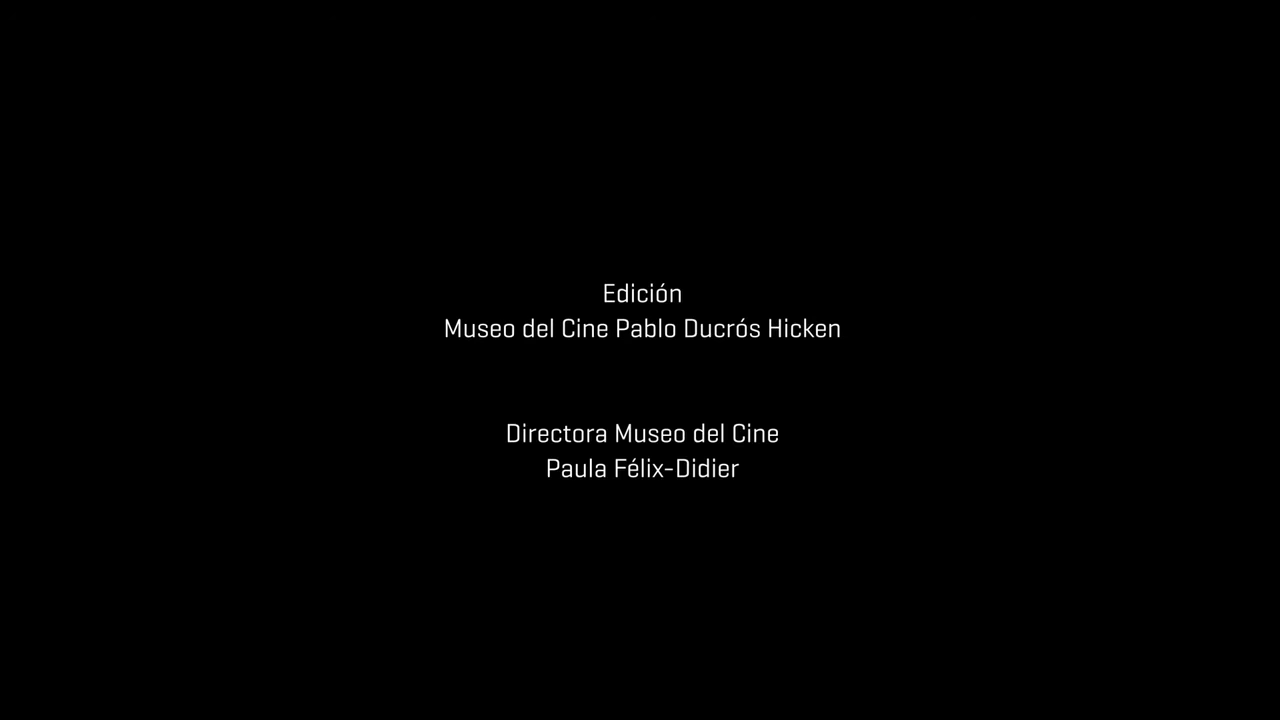 Edición
Museo del Cine Pablo Ducrós Hicken
Directora Museo del Cine
Paula Félix-Didier